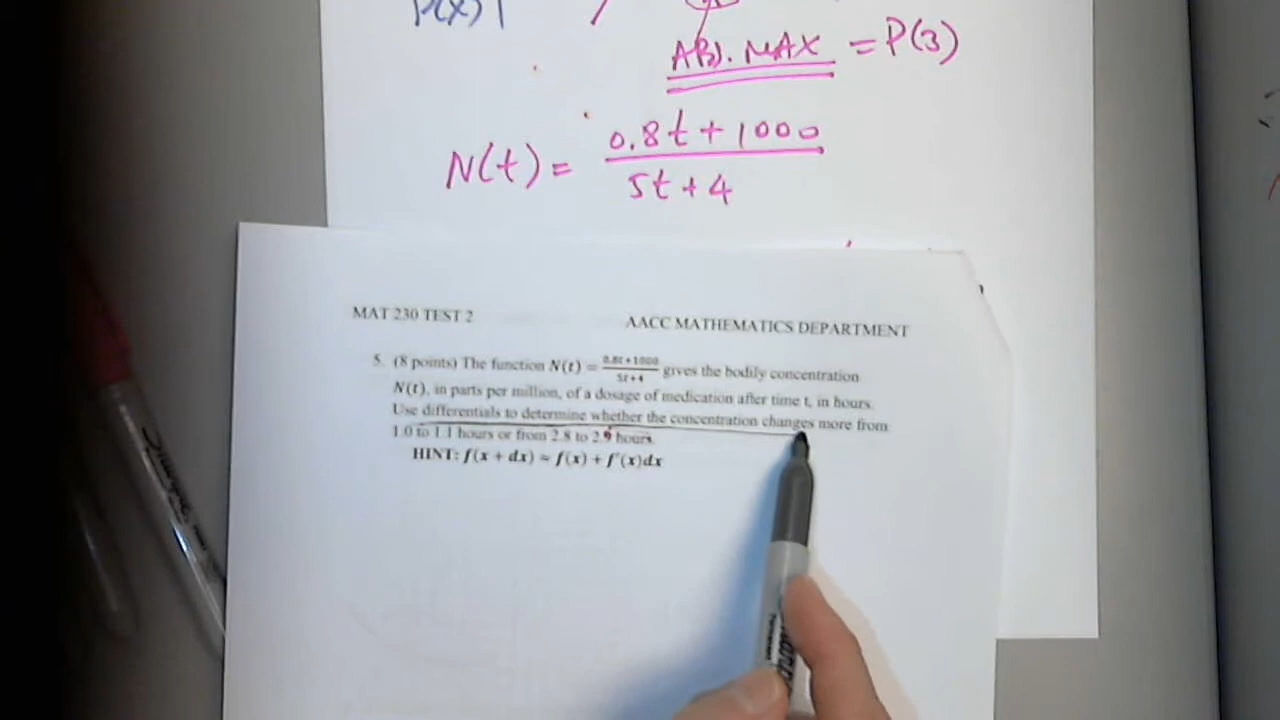 P(x)
ABS. MAX = P(3)
N(t) = 0.8t + 1000 / 5t + 4
MAT 230 TEST 2
AACC MATHEMATICS DEPARTMENT
5. (8 points) The function N(t) = 0.8t+1000 / 5t+4 gives the bodily concentration
N(t), in parts per million, of a dosage of medication after time t, in hours.
Use differentials to determine whether the concentration changes more from
1.0 to 1.1 hours or from 2.8 to 2.9 hours.
HINT: f(x + dx) ≈ f(x) + f'(x)dx